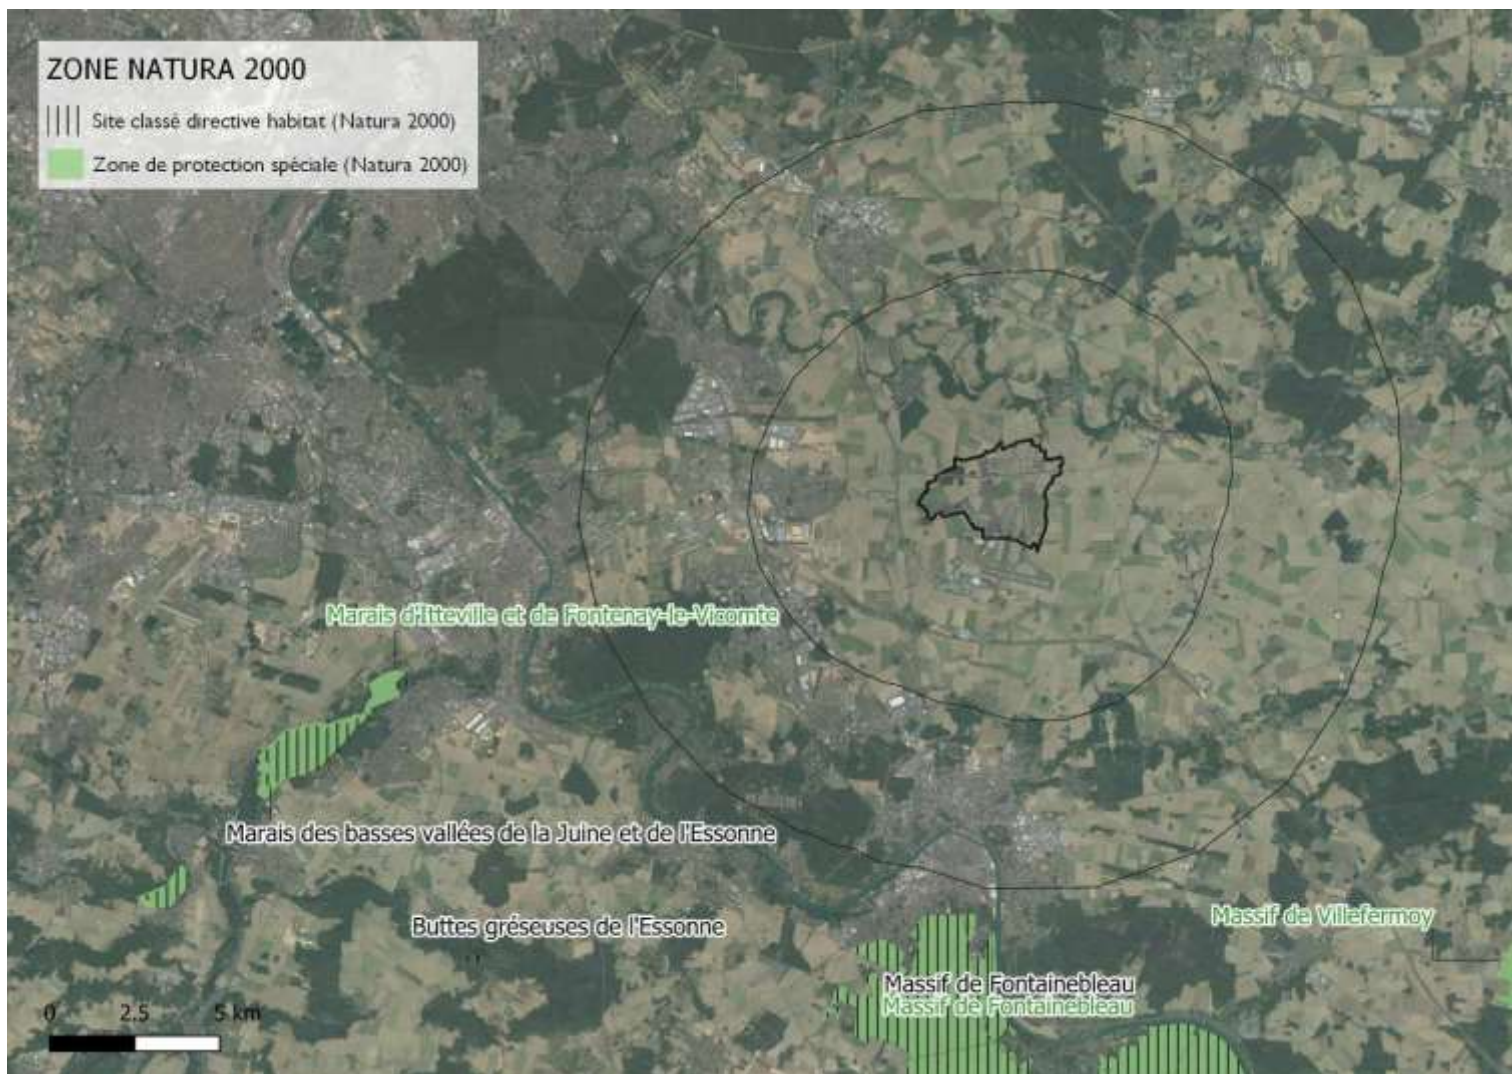 ZONE NATURA 2000
Site classé directive habitat (Natura 2000)
Zone de protection spéciale (Natura 2000)
Marais d'Itteville et de Fontenay-le-Vicomte
Marais des basses vallées de la Juine et de l'Essonne
Buttes gréseuses de l'Essonne
Massif de Villefermoy
Massif de Fontainebleau
Massif de Fontainebleau
0 2.5 5 km